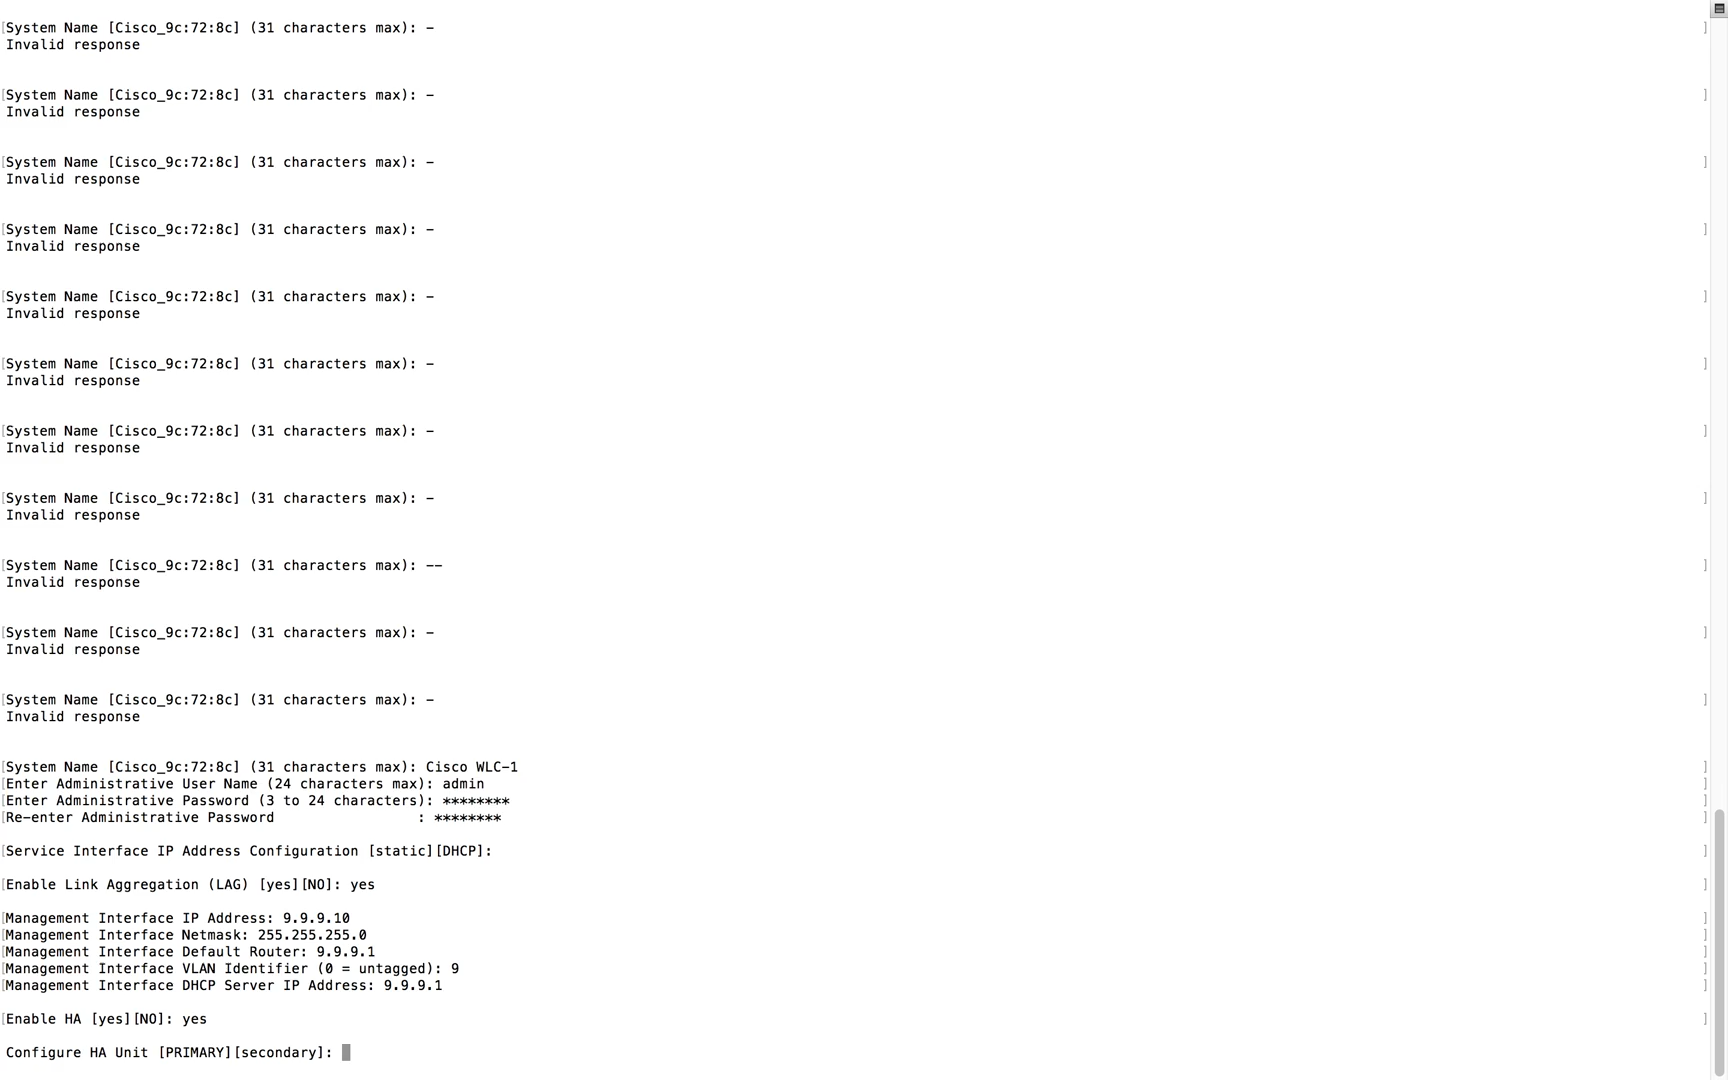 [System Name [Cisco_9c:72:8c] (31 characters max): - ]
Invalid response
[System Name [Cisco_9c:72:8c] (31 characters max): - ]
Invalid response
[System Name [Cisco_9c:72:8c] (31 characters max): - ]
Invalid response
[System Name [Cisco_9c:72:8c] (31 characters max): - ]
Invalid response
[System Name [Cisco_9c:72:8c] (31 characters max): - ]
Invalid response
[System Name [Cisco_9c:72:8c] (31 characters max): - ]
Invalid response
[System Name [Cisco_9c:72:8c] (31 characters max): - ]
Invalid response
[System Name [Cisco_9c:72:8c] (31 characters max): - ]
Invalid response
[System Name [Cisco_9c:72:8c] (31 characters max): -- ]
Invalid response
[System Name [Cisco_9c:72:8c] (31 characters max): - ]
Invalid response
[System Name [Cisco_9c:72:8c] (31 characters max): - ]
Invalid response
[System Name [Cisco_9c:72:8c] (31 characters max): Cisco WLC-1 ]
[Enter Administrative User Name (24 characters max): admin ]
[Enter Administrative Password (3 to 24 characters): ******** ]
[Re-enter Administrative Password : ******** ]
[Service Interface IP Address Configuration [static][DHCP]: ]
[Enable Link Aggregation (LAG) [yes][NO]: yes ]
[Management Interface IP Address: 9.9.9.10 ]
[Management Interface Netmask: 255.255.255.0 ]
[Management Interface Default Router: 9.9.9.1 ]
[Management Interface VLAN Identifier (0 = untagged): 9 ]
[Management Interface DHCP Server IP Address: 9.9.9.1 ]
[Enable HA [yes][NO]: yes ]
Configure HA Unit [PRIMARY][secondary]: